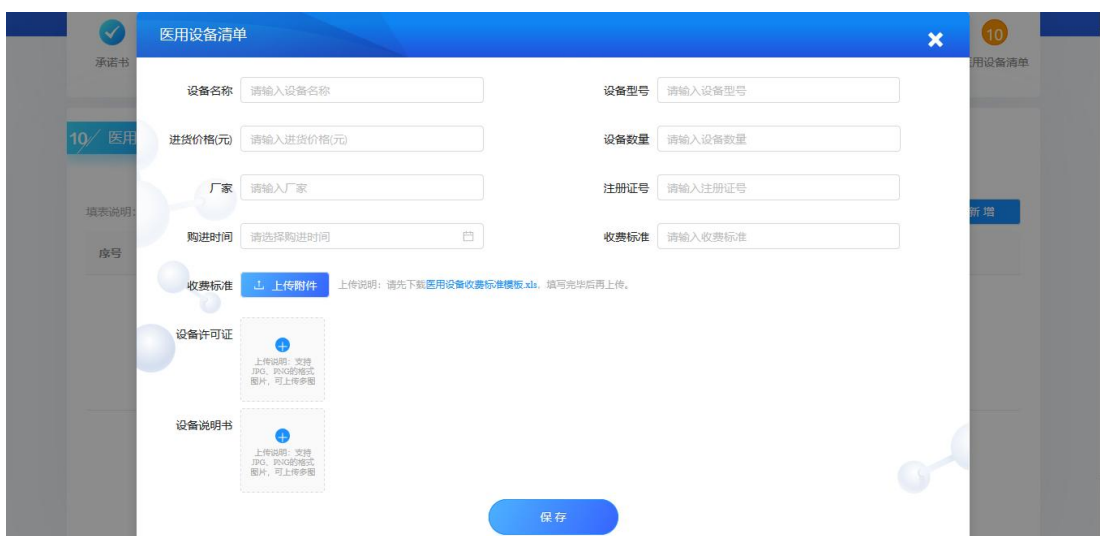 医用设备清单
10
承诺书
用设备清单
设备名称 请输入设备名称 设备型号 请输入设备型号
10 医用
进货价格(元) 请输入进货价格(元) 设备数量 请输入设备数量
厂家 请输入厂家 注册证号 请输入注册证号
填表说明: 新增
购进时间 请选择购进时间 收费标准 请输入收费标准
序号
收费标准 上传附件 上传说明：请先下载医用设备收费标准模板.xls，填写完毕后再上传。
设备许可证
上传说明：支持
JPG、PNG的格式
图片，可上传多图
设备说明书
上传说明：支持
JPG、PNG的格式
图片，可上传多图
保存